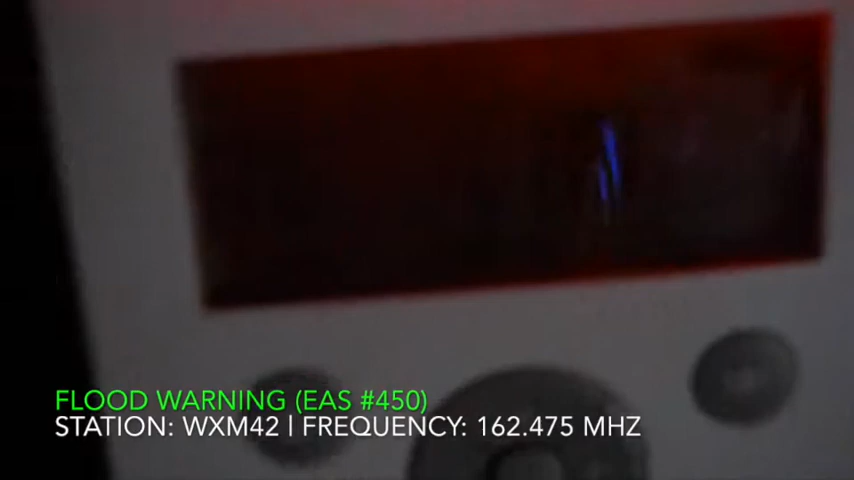 FLOOD WARNING (EAS #450)
STATION: WXM42 | FREQUENCY: 162.475 MHZ